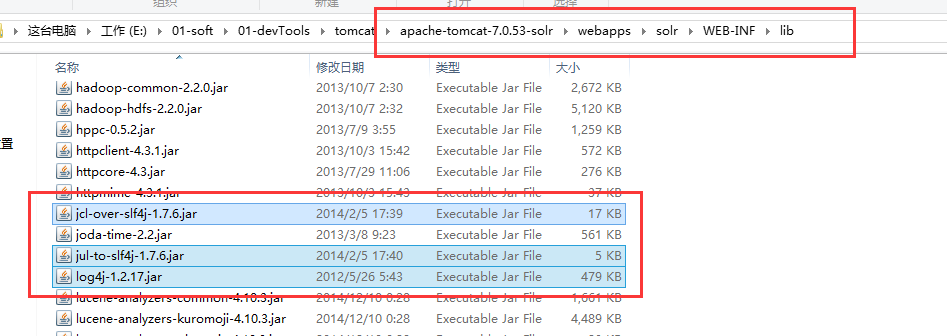 组织 新建 打开 选择
这台电脑 > 工作 (E:) > 01-soft > 01-devTools > tomcat > apache-tomcat-7.0.53-solr > webapps > solr > WEB-INF > lib
名称 修改日期 类型 大小
hadoop-common-2.2.0.jar 2013/10/7 2:30 Executable Jar File 2,672 KB
hadoop-hdfs-2.2.0.jar 2013/10/7 2:32 Executable Jar File 5,120 KB
hppc-0.5.2.jar 2013/7/9 3:55 Executable Jar File 1,259 KB
置 httpclient-4.3.1.jar 2013/10/3 15:42 Executable Jar File 572 KB
httpcore-4.3.jar 2013/7/29 11:06 Executable Jar File 276 KB
httpmime-4.3.1.jar 2013/10/3 15:43 Executable Jar File 37 KB
jcl-over-slf4j-1.7.6.jar 2014/2/5 17:39 Executable Jar File 17 KB
joda-time-2.2.jar 2013/3/8 9:23 Executable Jar File 561 KB
jul-to-slf4j-1.7.6.jar 2014/2/5 17:40 Executable Jar File 5 KB
log4j-1.2.17.jar 2012/5/26 5:43 Executable Jar File 479 KB
lucene-analyzers-common-4.10.3.jar 2014/12/10 0:28 Executable Jar File 1,661 KB
lucene-analyzers-kuromoji-4.10.3.jar 2014/12/10 0:28 Executable Jar File 4,489 KB